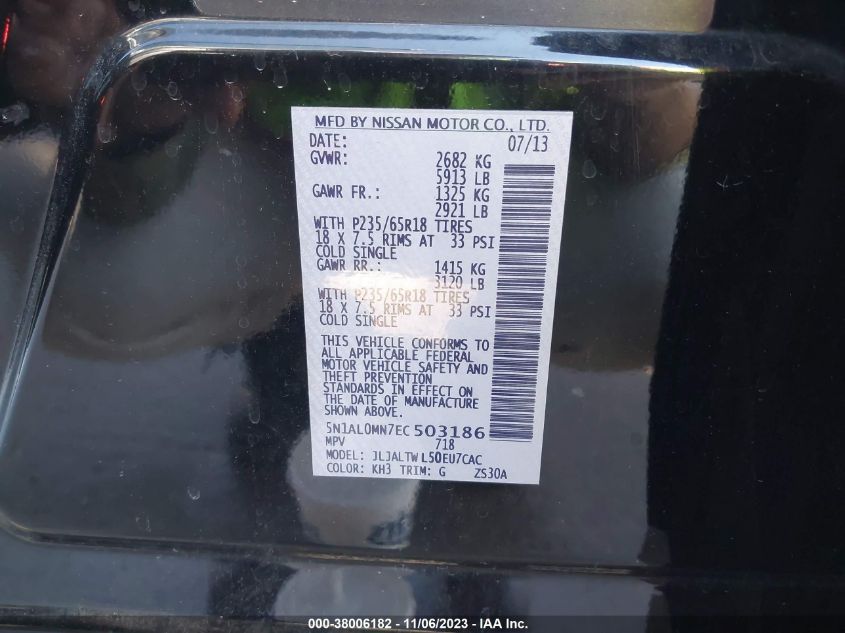 MFD BY NISSAN MOTOR CO., LTD.
DATE: 07/13
GVWR: 2682 KG
5913 LB
GAWR FR.: 1325 KG
2921 LB
WITH P235/65R18 TIRES
18 X 7.5 RIMS AT 33 PSI
COLD SINGLE
GAWR RR.: 1415 KG
3120 LB
WITH P235/65R18 TIRES
18 X 7.5 RIMS AT 33 PSI
COLD SINGLE
THIS VEHICLE CONFORMS TO
ALL APPLICABLE FEDERAL
MOTOR VEHICLE SAFETY AND
THEFT PREVENTION
STANDARDS IN EFFECT ON
THE DATE OF MANUFACTURE
SHOWN ABOVE.
5N1AL0MN7EC503186
MPV 718
MODEL: JLJALTWL50EU7CAC
COLOR: KH3 TRIM: G ZS30A
000-38006182 - 11/06/2023 - © IAA Inc.